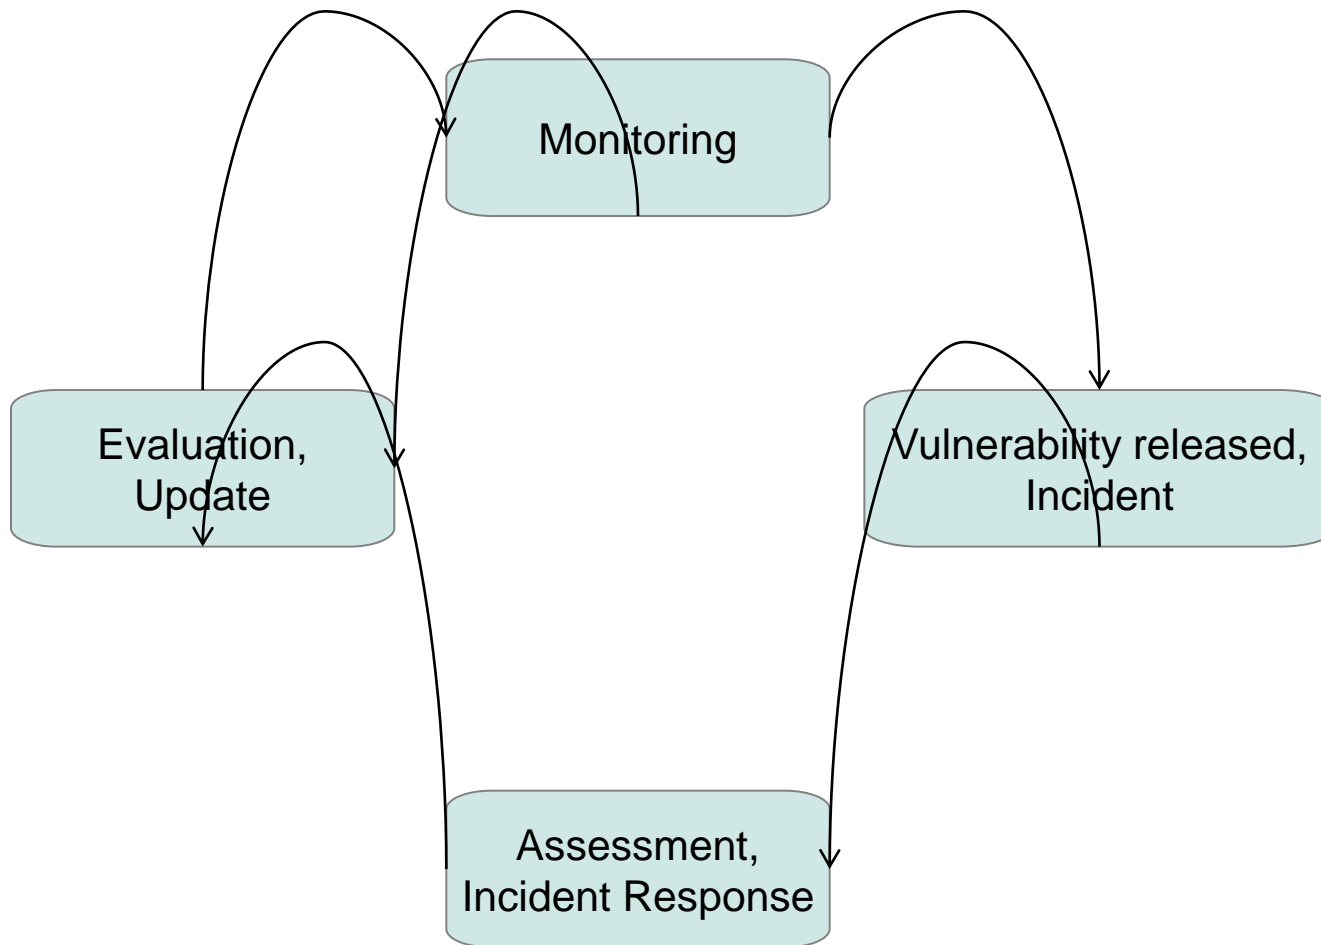 Monitoring
Evaluation,
Update
Vulnerability released,
Incident
Assessment,
Incident Response